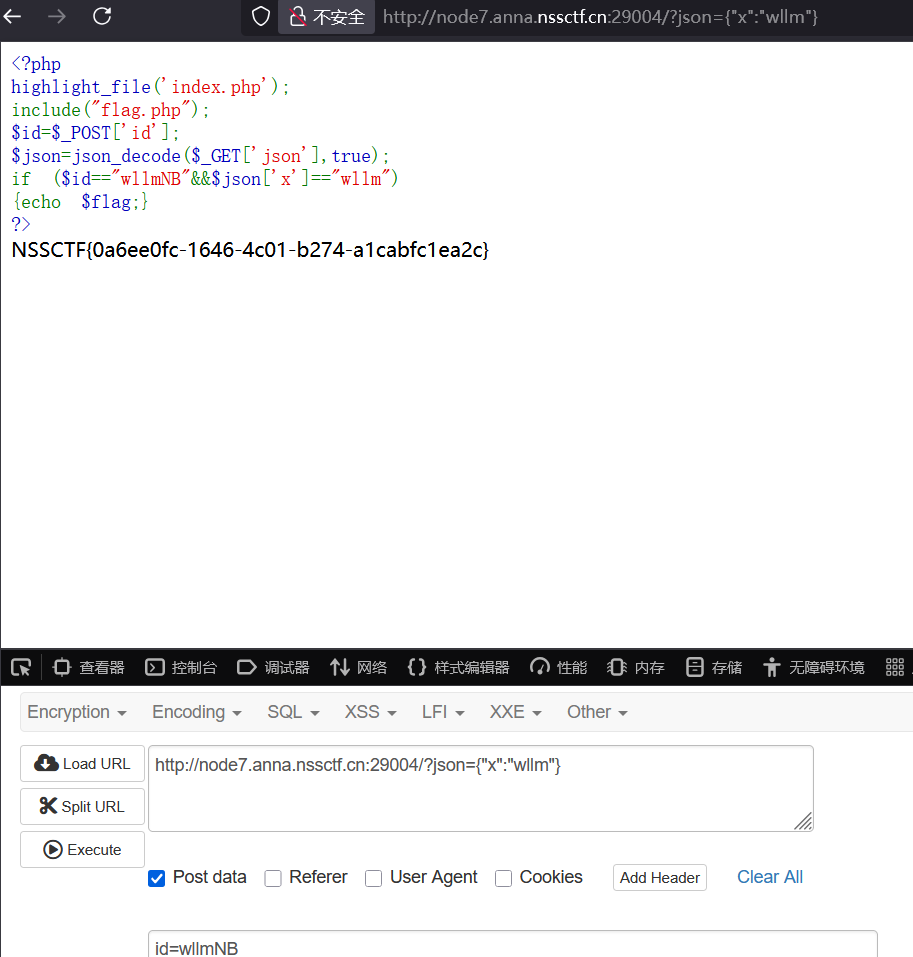 不安全 http://node7.anna.nssctf.cn:29004/?json={"x":"wllm"}
<?php
highlight_file('index.php');
include("flag.php");
$id=$_POST['id'];
$json=json_decode($_GET['json'],true);
if  ($id=="wllmNB"&&$json['x']=="wllm")
{echo  $flag;}
?>
NSSCTF{0a6ee0fc-1646-4c01-b274-a1cabfc1ea2c}
查看器 控制台 调试器 网络 样式编辑器 性能 内存 存储 无障碍环境
Encryption Encoding SQL XSS LFI XXE Other
Load URL
http://node7.anna.nssctf.cn:29004/?json={"x":"wllm"}
Split URL
Execute
Post data Referer User Agent Cookies Add Header Clear All
id=wllmNB